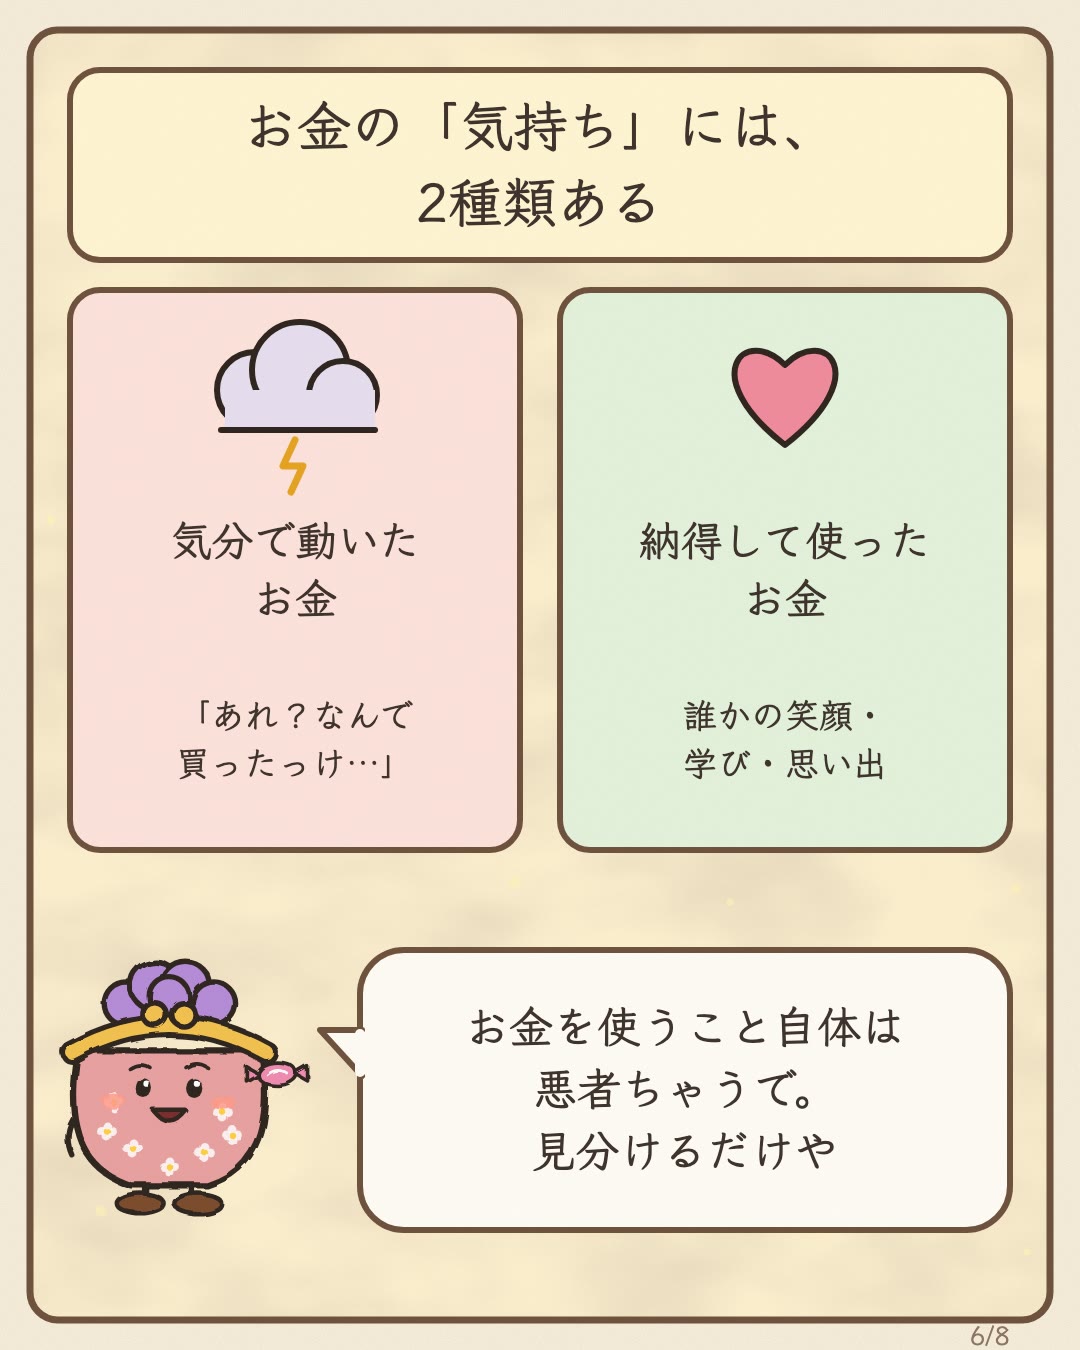 お金の「気持ち」には、
2種類ある
気分で動いた
お金
「あれ？なんで
買ったっけ…」
納得して使った
お金
誰かの笑顔・
学び・思い出
お金を使うこと自体は
悪者ちゃうで。
見分けるだけや
6/8